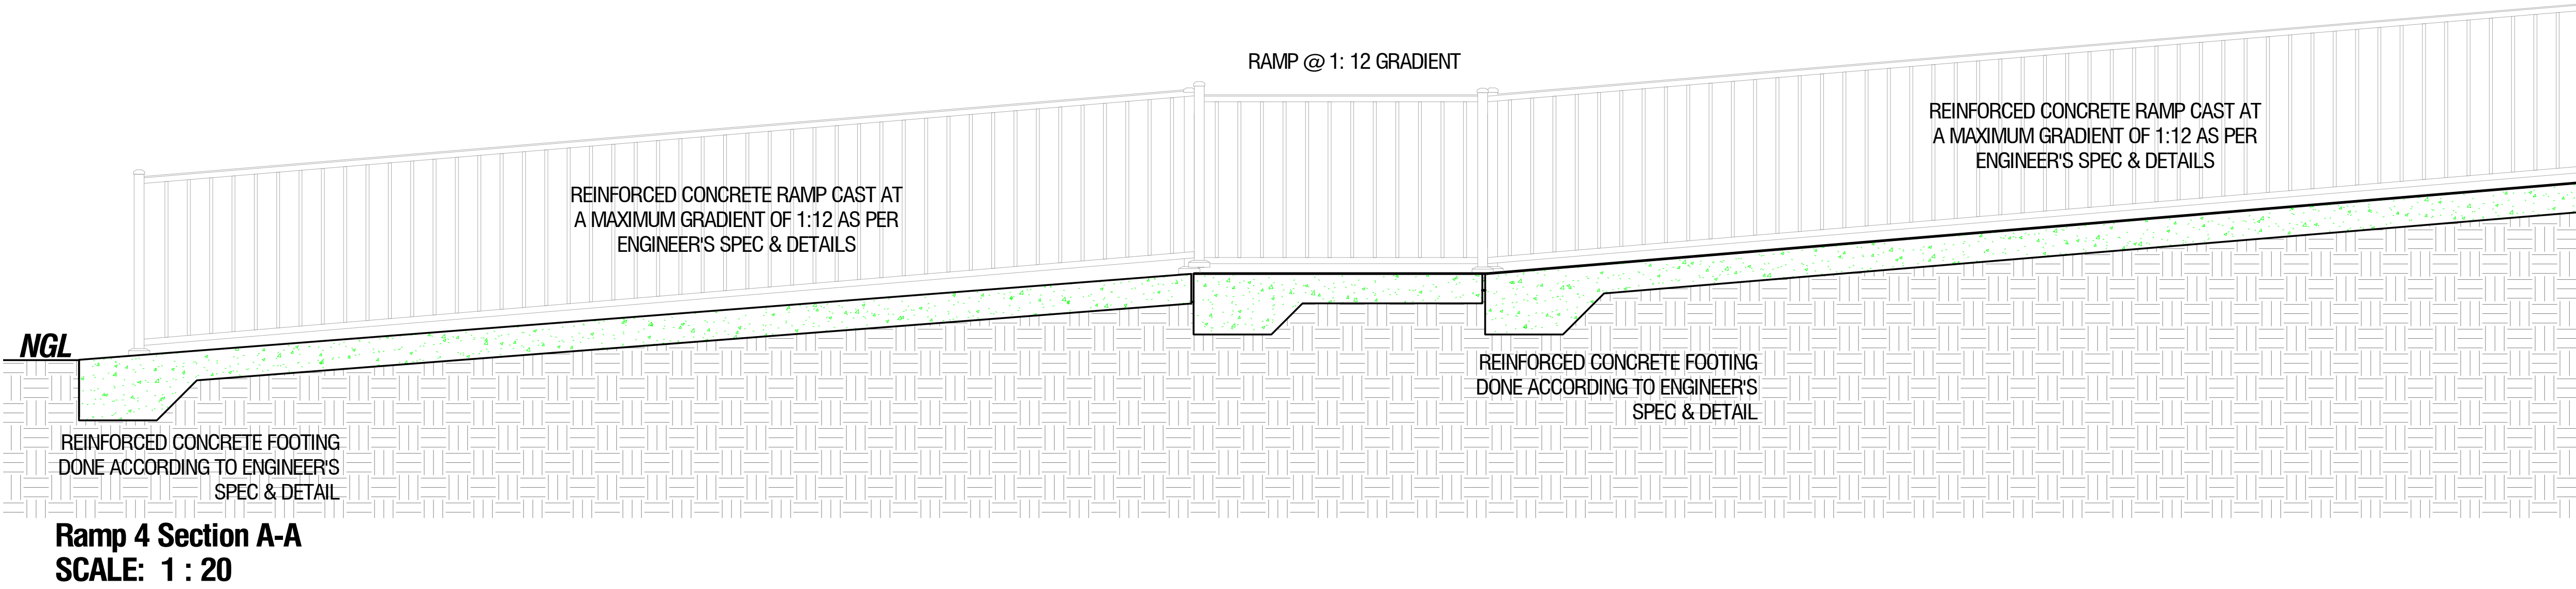 RAMP @ 1: 12 GRADIENT
REINFORCED CONCRETE RAMP CAST AT
A MAXIMUM GRADIENT OF 1:12 AS PER
ENGINEER'S SPEC & DETAILS
REINFORCED CONCRETE RAMP CAST AT
A MAXIMUM GRADIENT OF 1:12 AS PER
ENGINEER'S SPEC & DETAILS
NGL
REINFORCED CONCRETE FOOTING
DONE ACCORDING TO ENGINEER'S
SPEC & DETAIL
REINFORCED CONCRETE FOOTING
DONE ACCORDING TO ENGINEER'S
SPEC & DETAIL
Ramp 4 Section A-A
SCALE: 1 : 20